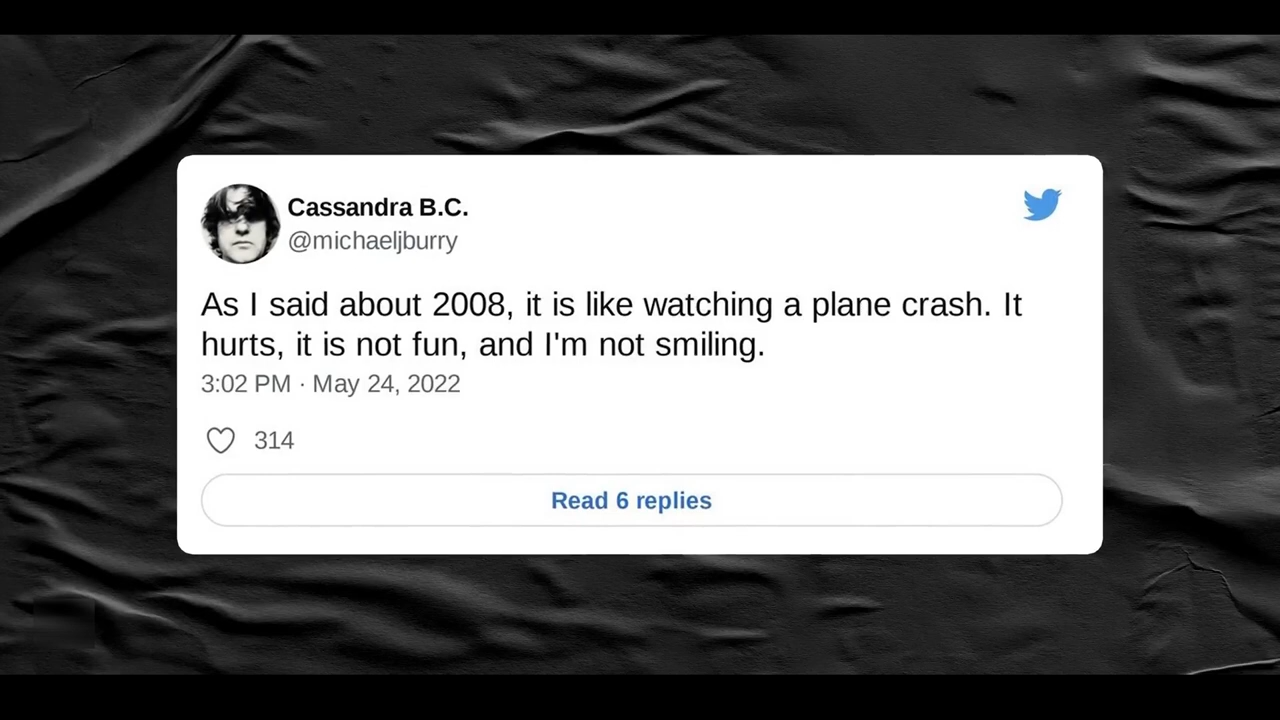 Cassandra B.C.
@michaeljburry
As I said about 2008, it is like watching a plane crash. It
hurts, it is not fun, and I'm not smiling.
3:02 PM · May 24, 2022
314
Read 6 replies